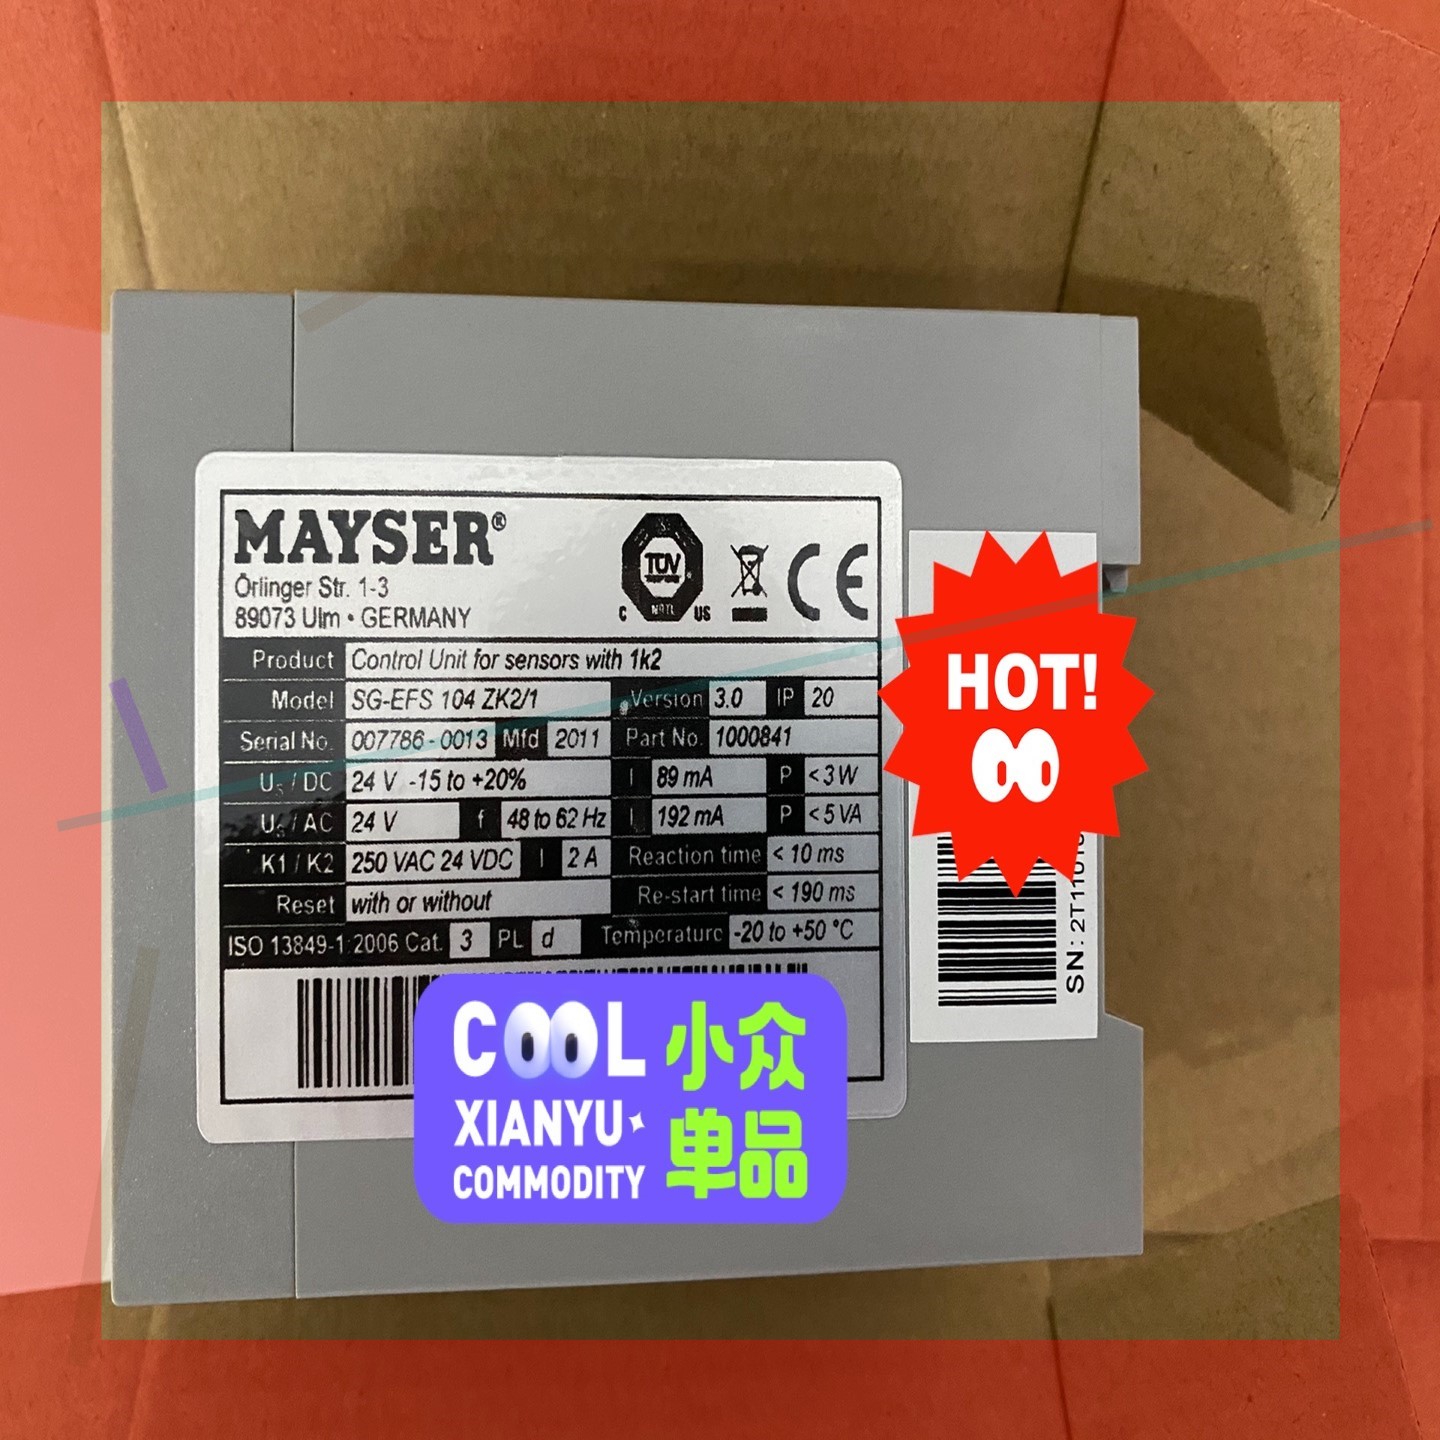 MAYSER®
Örlinger Str. 1-3
89073 Ulm • GERMANY
TÜV
C NRTL US
CE
Product Control Unit for sensors with 1k2
Model SG-EFS 104 ZK2/1 Version 3.0 IP 20
Serial No. 007786-0013 Mfd 2011 Part No. 1000841
Us / DC 24 V -15 to +20% I 89 mA P <3 W
Us / AC 24 V f 48 to 62 Hz I 192 mA P <5 VA
K1 / K2 250 VAC 24 VDC I 2 A Reaction time < 10 ms
Reset with or without Re-start time < 190 ms
ISO 13849-1:2006 Cat. 3 PL d Temperature -20 to +50 °C
HOT!
COOL 小众
XIANYU 单品
COMMODITY